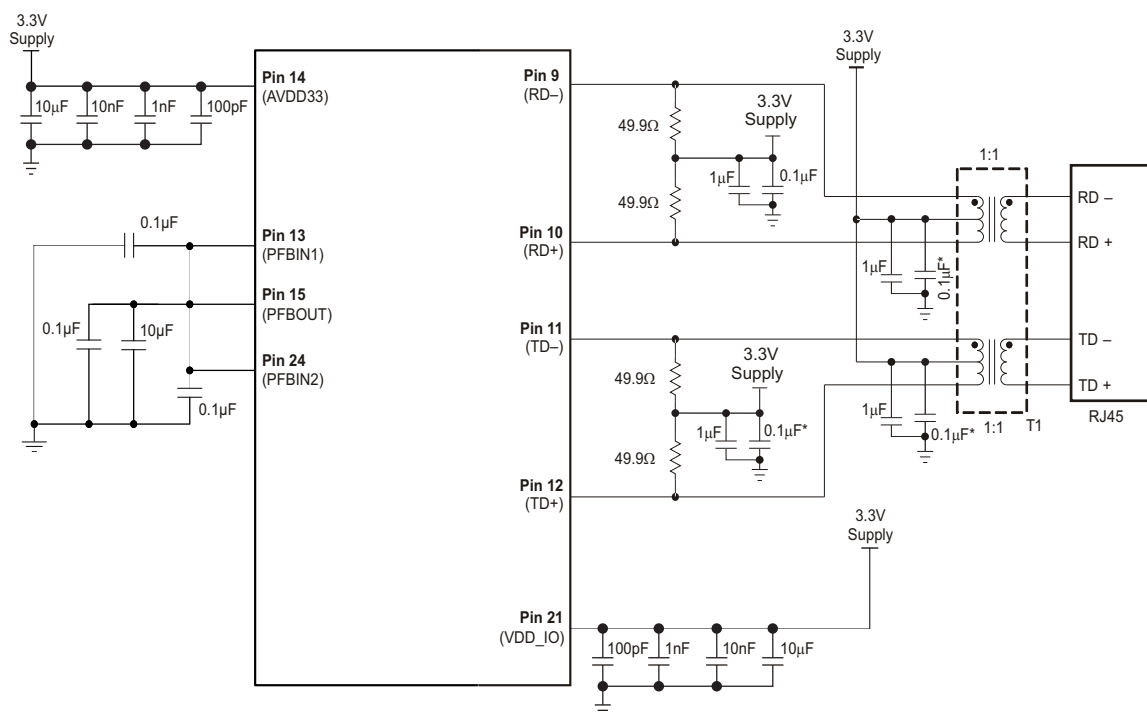 3.3V
Supply
10µF
10nF
1nF
100pF
Pin 14
(AVDD33)
0.1µF
Pin 13
(PFBIN1)
Pin 15
(PFBOUT)
0.1µF
10µF
Pin 24
(PFBIN2)
0.1µF
Pin 9
(RD–)
49.9Ω
3.3V
Supply
1µF
0.1µF
49.9Ω
Pin 10
(RD+)
Pin 11
(TD–)
49.9Ω
3.3V
Supply
1µF
0.1µF*
49.9Ω
Pin 12
(TD+)
Pin 21
(VDD_IO)
100pF
1nF
10nF
10µF
3.3V
Supply
3.3V
Supply
1µF
0.1µF*
1µF
0.1µF*
1:1
1:1
T1
RD –
RD +
TD –
TD +
RJ45